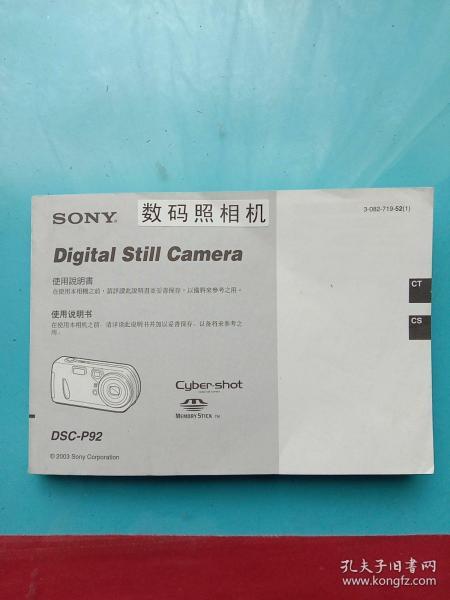 SONY
数码照相机
3-082-719-52(1)
Digital Still Camera
使用說明書
在使用本相機之前，請詳讀此說明書並妥善保存，以備將來參考之用。
CT
使用说明书
在使用本相机之前，请详读此说明书并加以妥善保存，以备将来参考之
用。
CS
Cyber-shot
MEMORY STICK TM
DSC-P92
© 2003 Sony Corporation
孔夫子旧书网
www.kongfz.com